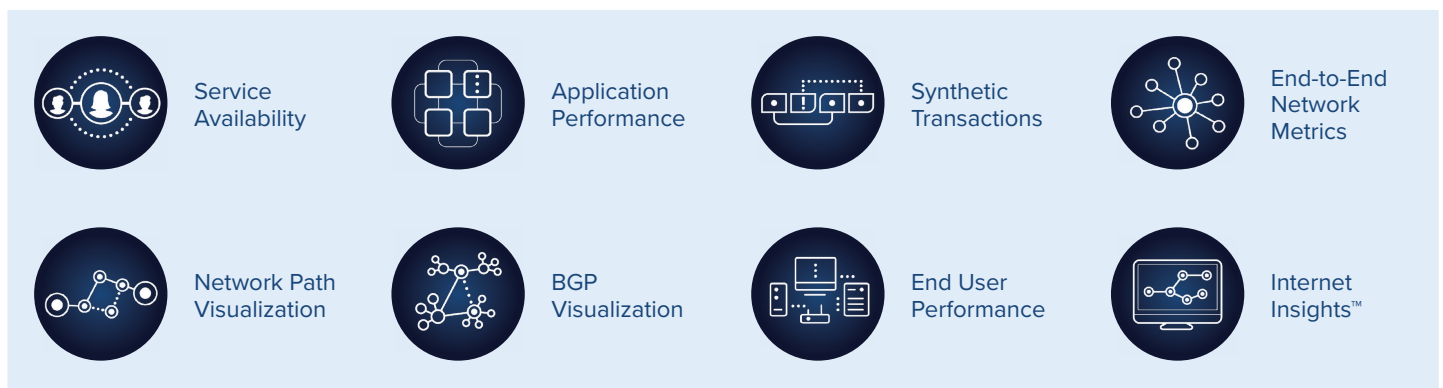 Service
Availability
Application
Performance
Synthetic
Transactions
End-to-End
Network
Metrics
Network Path
Visualization
BGP
Visualization
End User
Performance
Internet
Insights™